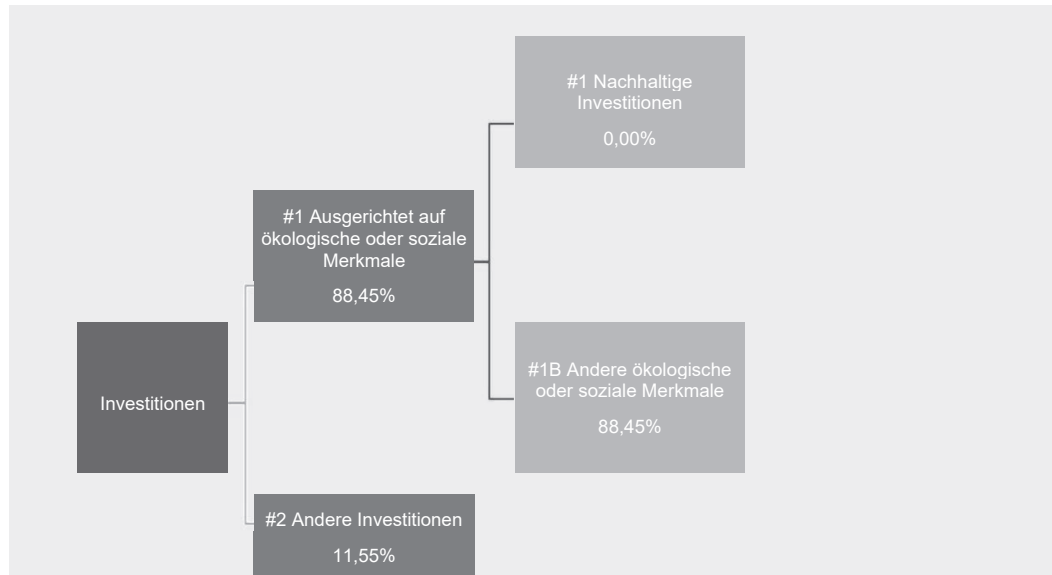 #1 Nachhaltige
Investitionen
0,00%
#1 Ausgerichtet auf
ökologische oder soziale
Merkmale
88,45%
#1B Andere ökologische
oder soziale Merkmale
88,45%
Investitionen
#2 Andere Investitionen
11,55%